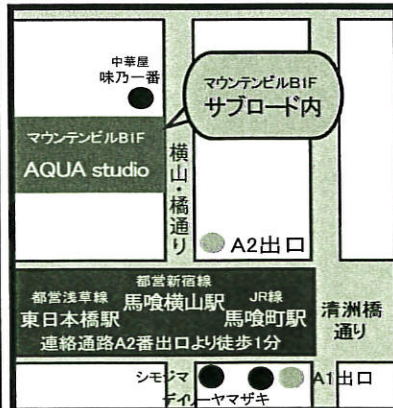 中華屋
味乃一番
マウンテンビルB1F
サブロード内
マウンテンビルB1F
AQUA studio
横山・橘通り
A2出口
都営浅草線
東日本橋駅
都営新宿線
馬喰横山駅
JR線
馬喰町駅
連絡通路A2番出口より徒歩1分
清洲橋
通り
シモジマ
デイリーヤマザキ
A1出口